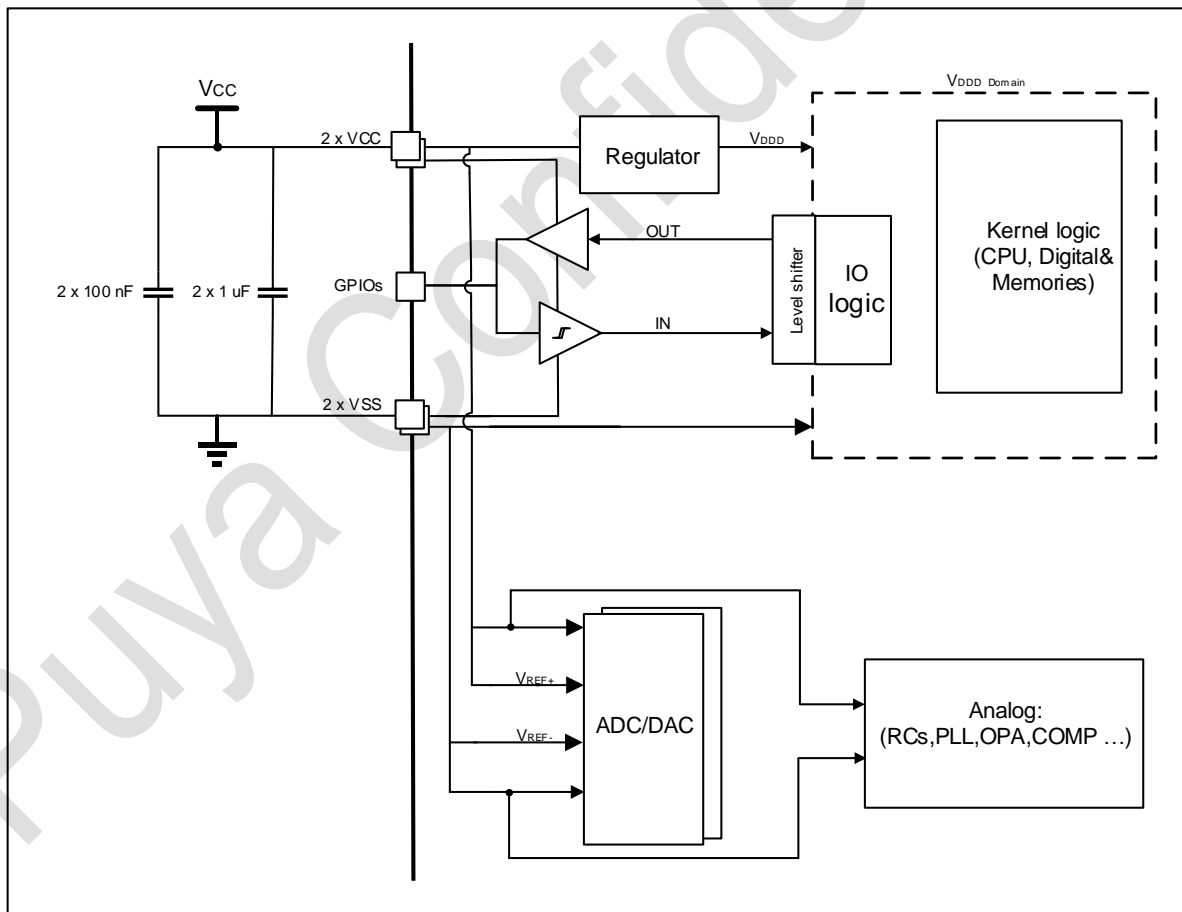 Puya Confide
VDDD Domain
VCC
2 x VCC
Regulator
VDDD
Kernel logic
(CPU, Digital&
Memories)
OUT
Level shifter
IO
logic
2 x 100 nF
2 x 1 uF
GPIOs
IN
2 x VSS
VREF+
ADC/DAC
VREF-
Analog:
(RCs,PLL,OPA,COMP …)